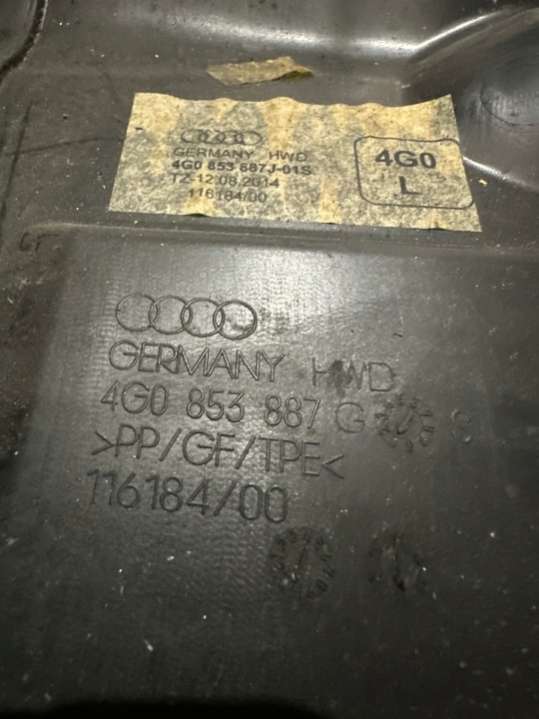 GERMANY HWD
4G0 853 887J-01S
TZ-12.08.2014
116184/00
4G0
L
GERMANY HWD
4G0 853 887 G
>PP/GF/TPE<
116184/00